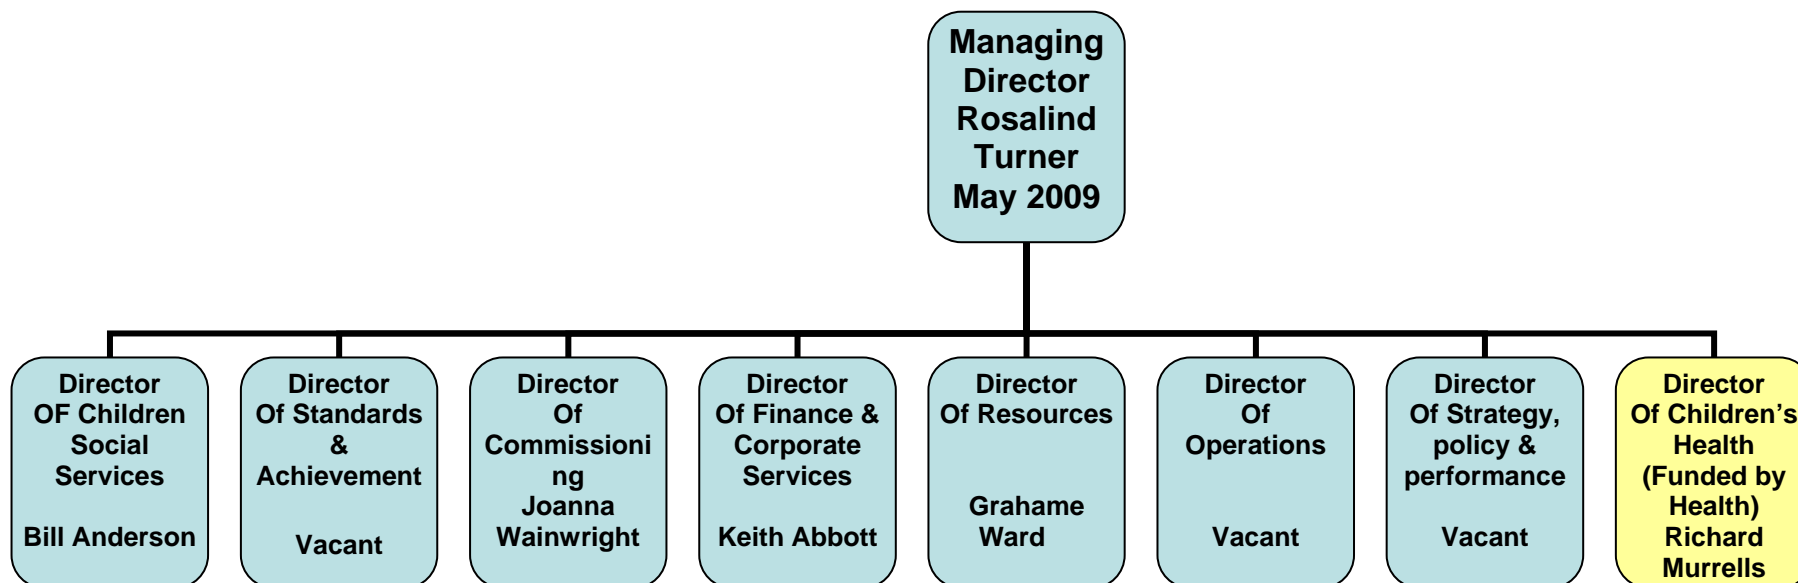 Managing
Director
Rosalind
Turner
May 2009
Director
OF Children
Social
Services
Bill Anderson
Director
Of Standards
&
Achievement
Vacant
Director
Of
Commissioni
ng
Joanna
Wainwright
Director
Of Finance &
Corporate
Services
Keith Abbott
Director
Of Resources
Grahame
Ward
Director
Of
Operations
Vacant
Director
Of Strategy,
policy &
performance
Vacant
Director
Of Children’s
Health
(Funded by
Health)
Richard
Murrells